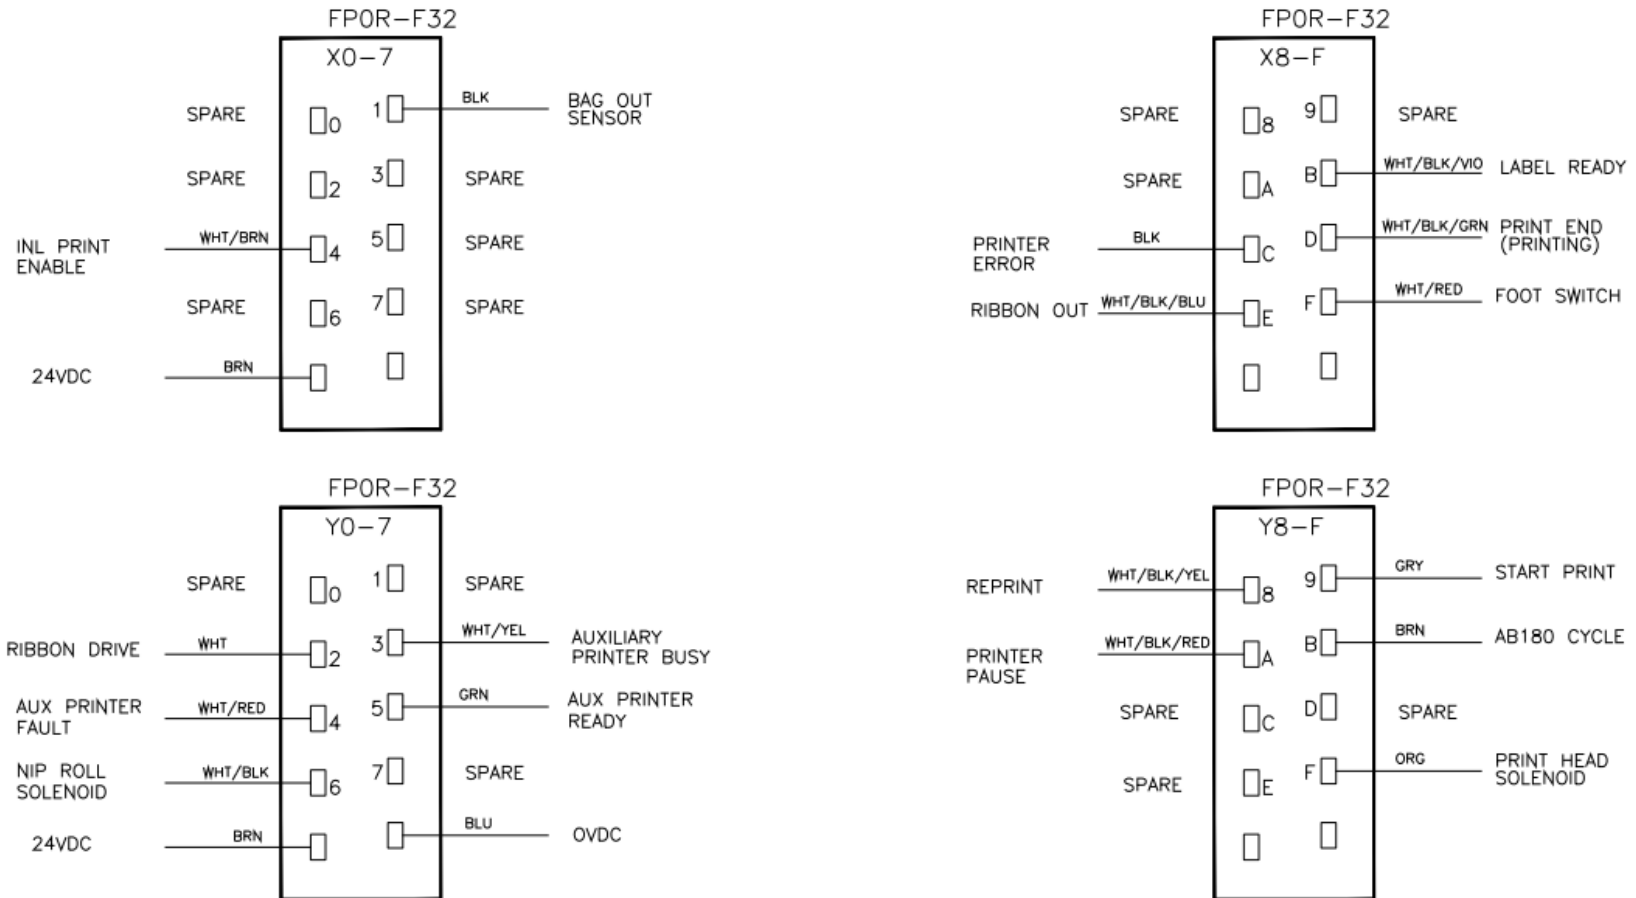 FP0R-F32
X0-7
SPARE
0
1
BLK
BAG OUT
SENSOR
SPARE
2
3
SPARE
INL PRINT
ENABLE
WHT/BRN
4
5
SPARE
SPARE
6
7
SPARE
24VDC
BRN
FP0R-F32
X8-F
SPARE
8
9
SPARE
SPARE
A
B
WHT/BLK/VIO
LABEL READY
PRINTER
ERROR
BLK
C
D
WHT/BLK/GRN
PRINT END
(PRINTING)
RIBBON OUT
WHT/BLK/BLU
E
F
WHT/RED
FOOT SWITCH
FP0R-F32
Y0-7
SPARE
0
1
SPARE
RIBBON DRIVE
WHT
2
3
WHT/YEL
AUXILIARY
PRINTER BUSY
AUX PRINTER
FAULT
WHT/RED
4
5
GRN
AUX PRINTER
READY
NIP ROLL
SOLENOID
WHT/BLK
6
7
SPARE
24VDC
BRN
BLU
0VDC
FP0R-F32
Y8-F
REPRINT
WHT/BLK/YEL
8
9
GRY
START PRINT
PRINTER
PAUSE
WHT/BLK/RED
A
B
BRN
AB180 CYCLE
SPARE
C
D
SPARE
SPARE
E
F
ORG
PRINT HEAD
SOLENOID